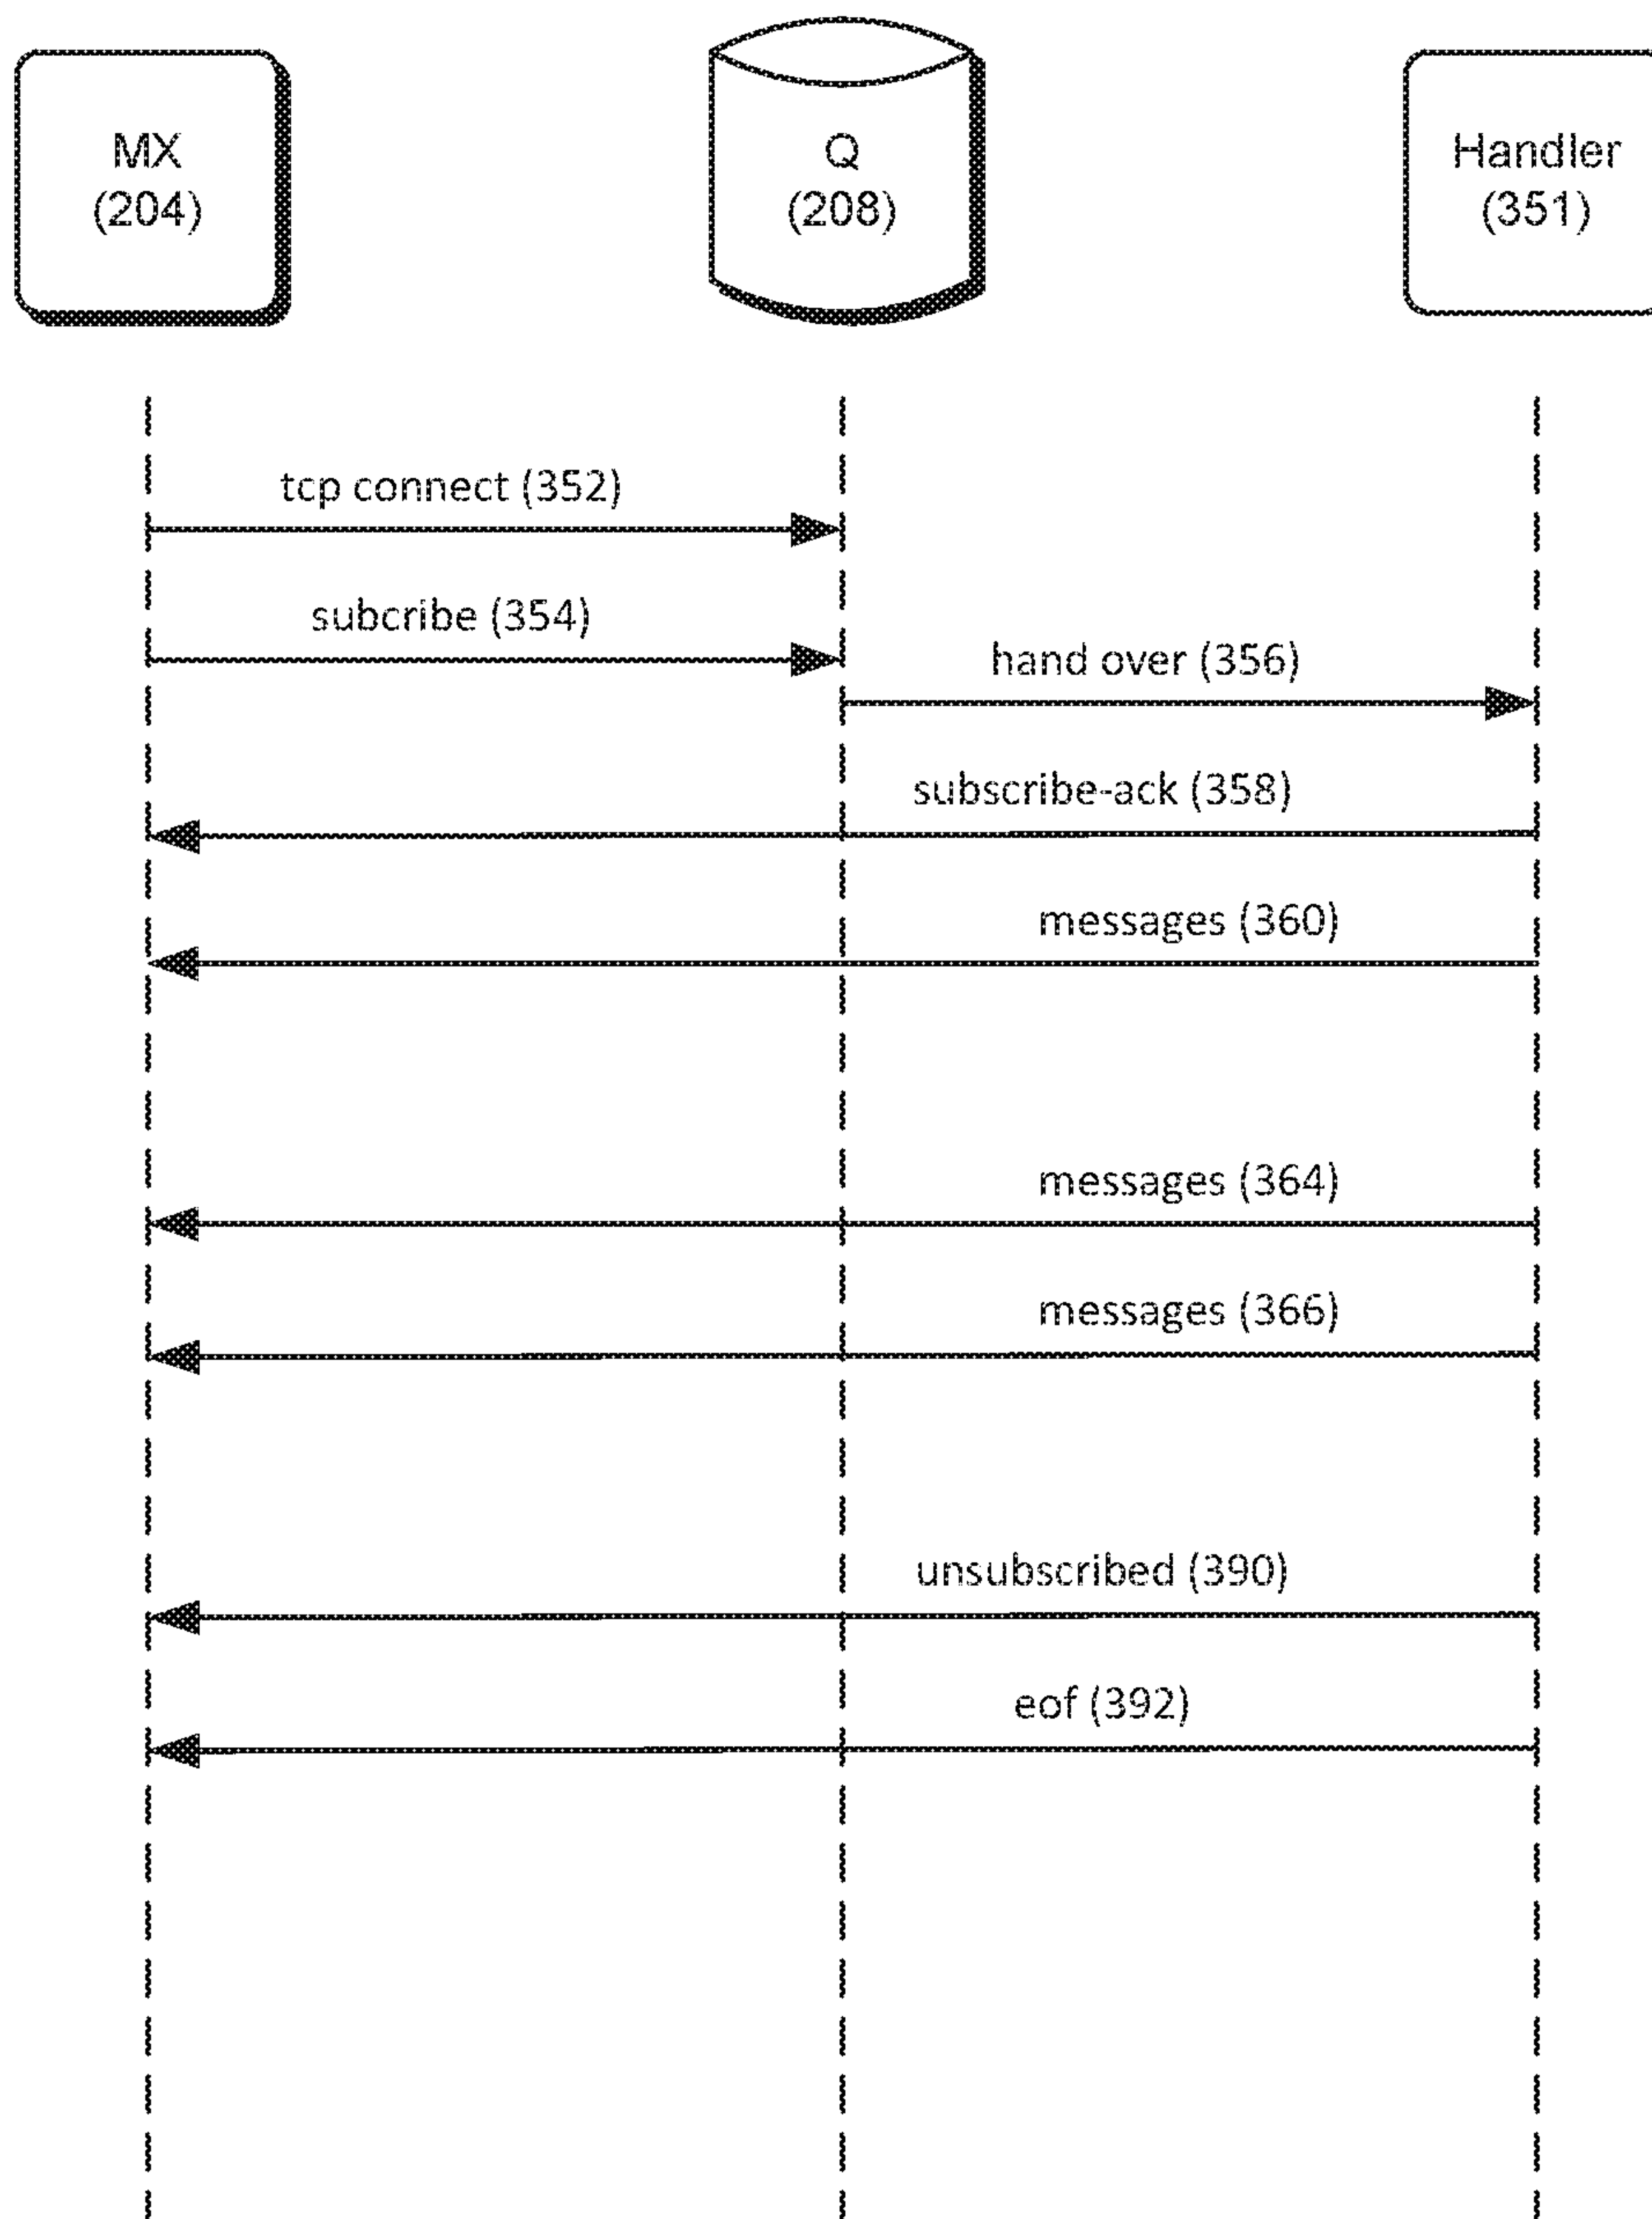 MX
(204)
Q
(208)
Handler
(351)
tcp connect (352)
subcribe (354)
hand over (356)
subscribe-ack (358)
messages (360)
messages (364)
messages (366)
unsubscribed (390)
eof (392)